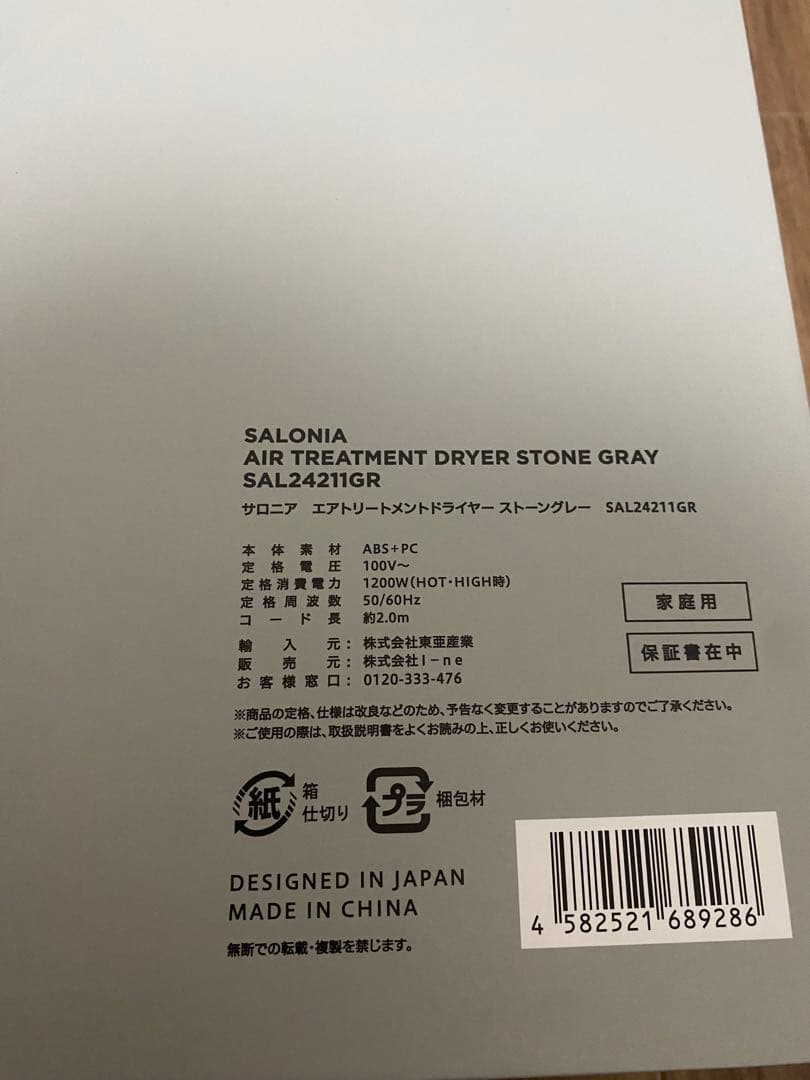 SALONIA
AIR TREATMENT DRYER STONE GRAY
SAL24211GR
サロニア エアトリートメントドライヤー ストーングレー SAL24211GR
本体素材 ABS+PC
定格電圧 100V～
定格消費電力 1200W(HOT・HIGH時)
定格周波数 50/60Hz
コード長 約2.0m
輸入元: 株式会社東亜産業
販売元: 株式会社I-ne
お客様窓口: 0120-333-476
家庭用
保証書在中
※商品の定格、仕様は改良などのため、予告なく変更することがありますのでご了承ください。
※ご使用の際は、取扱説明書をよくお読みの上、正しくお使いください。
紙 箱
仕切り
プラ 梱包材
DESIGNED IN JAPAN
MADE IN CHINA
無断での転載・複製を禁じます。
4 582521 689286